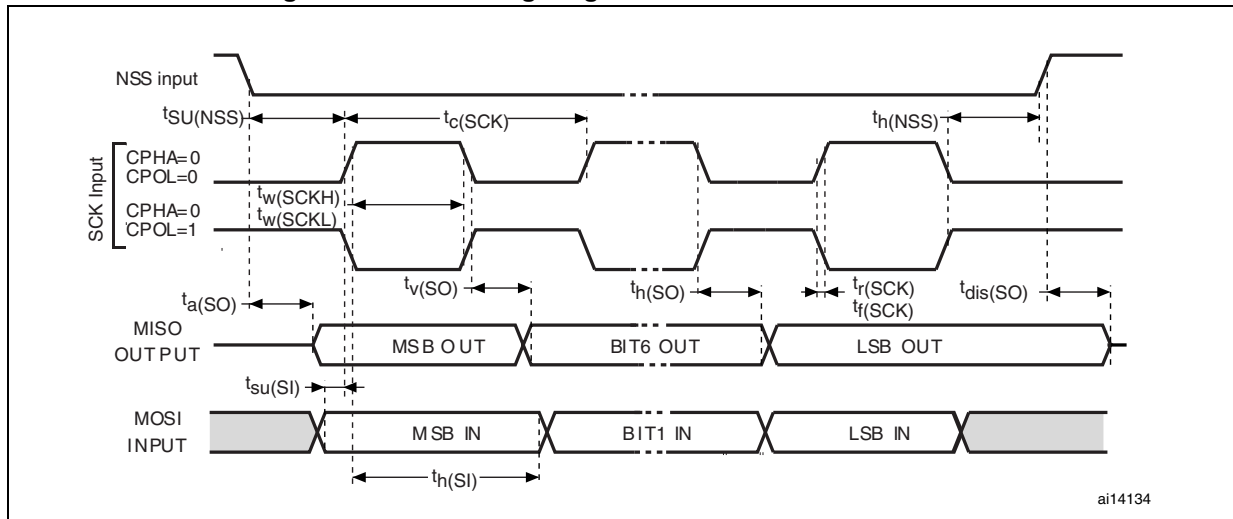 NSS input
tSU(NSS)
tc(SCK)
th(NSS)
SCK Input
CPHA=0
CPOL=0
tw(SCKH)
tw(SCKL)
CPHA=0
CPOL=1
ta(SO)
tv(SO)
th(SO)
tr(SCK)
tf(SCK)
tdis(SO)
MISO
OUTPUT
MSB OUT
BIT6 OUT
LSB OUT
tsu(SI)
MOSI
INPUT
MSB IN
BIT1 IN
LSB IN
th(SI)
ai14134